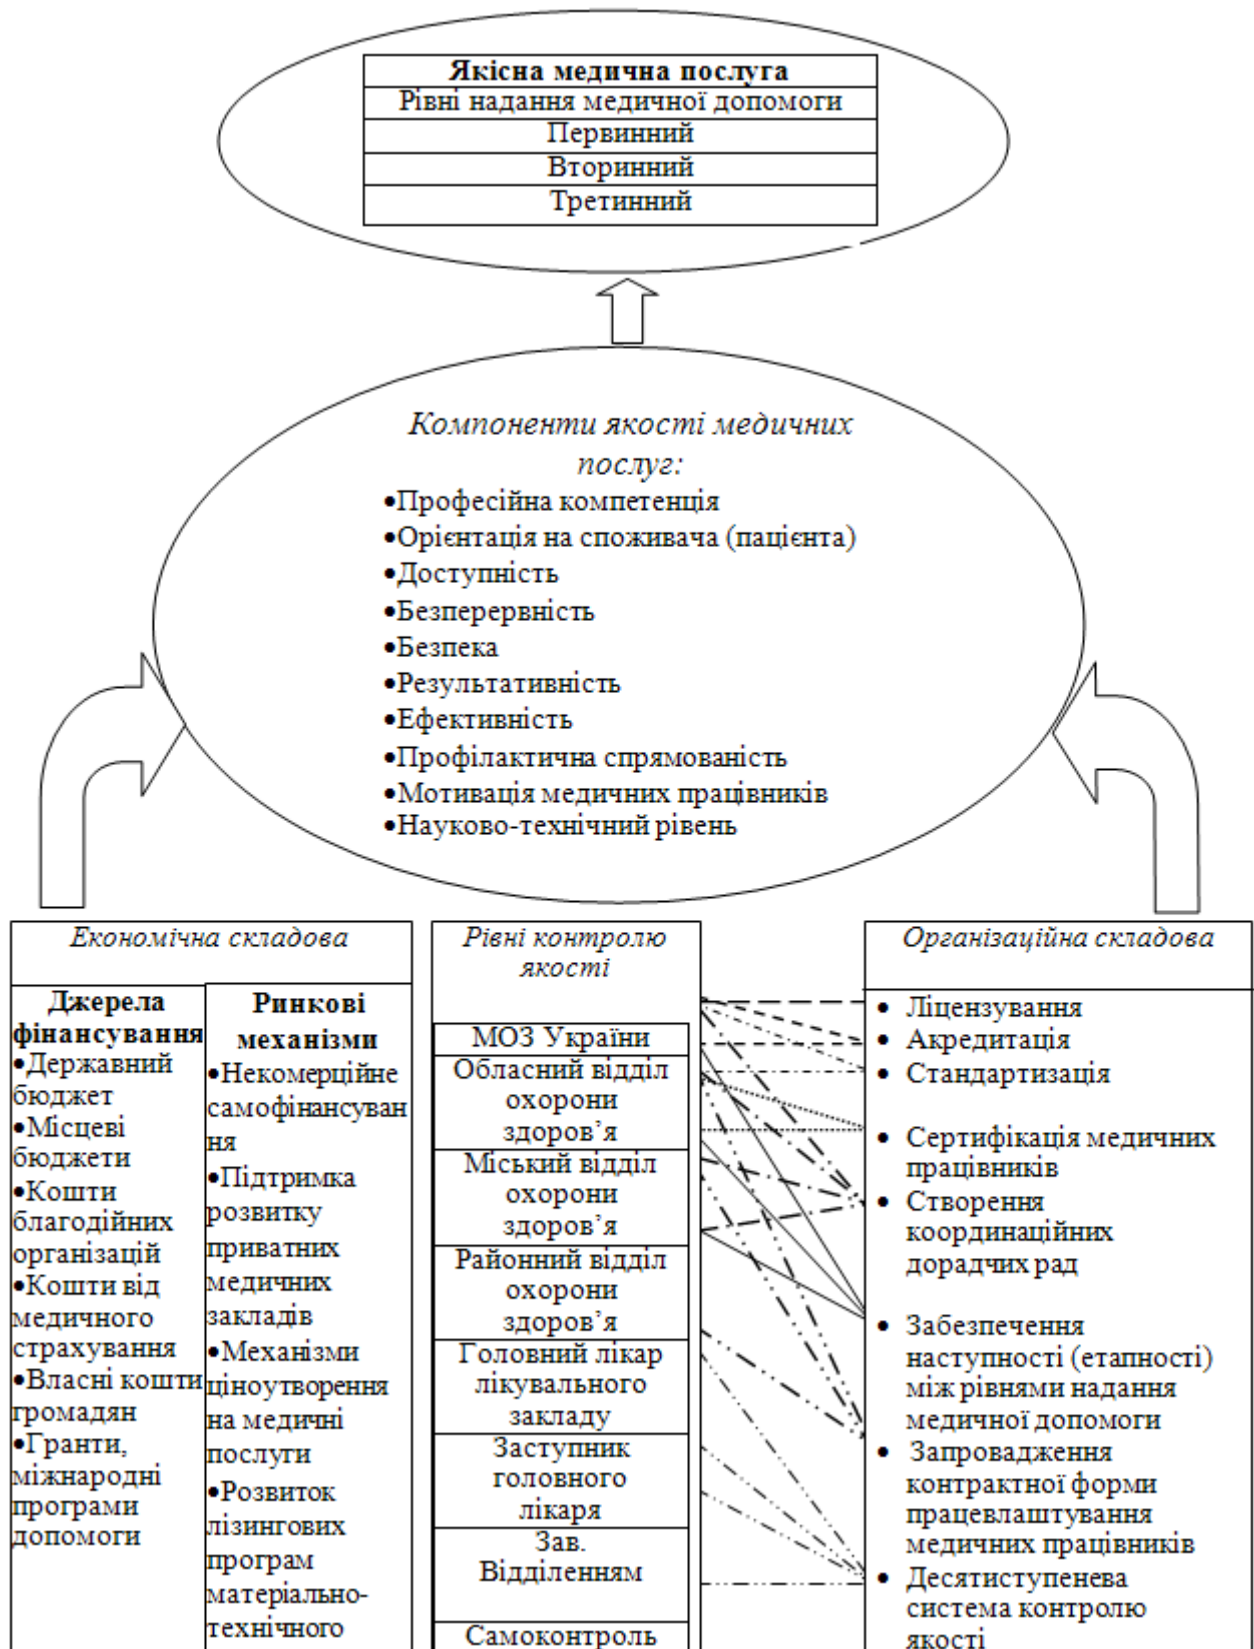 Якісна медична послуга
Рівні надання медичної допомоги
Первинний
Вторинний
Третинний
Компоненти якості медичних
послуг:
•Професійна компетенція
•Орієнтація на споживача (пацієнта)
•Доступність
•Безперервність
•Безпека
•Результативність
•Ефективність
•Профілактична спрямованість
•Мотивація медичних працівників
•Науково-технічний рівень
Економічна складова
Джерела
фінансування
•Державний
бюджет
•Місцеві
бюджети
•Кошти
благодійних
організацій
•Кошти від
медичного
страхування
•Власні кошти
громадян
•Гранти,
міжнародні
програми
допомоги
Ринкові
механізми
•Некомерційне
самофінансуван
ня
•Підтримка
розвитку
приватних
медичних
закладів
•Механізми
ціноутворення
на медичні
послуги
•Розвиток
лізингових
програм
матеріально-
технічного
Рівні контролю
якості
МОЗ України
Обласний відділ
охорони
здоров’я
Міський відділ
охорони
здоров’я
Районний відділ
охорони
здоров’я
Головний лікар
лікувального
закладу
Заступник
головного
лікаря
Зав.
Відділенням
Самоконтроль
Організаційна складова
• Ліцензування
• Акредитація
• Стандартизація
• Сертифікація медичних
працівників
• Створення
координаційних
дорадчих рад
• Забезпечення
наступності (етапності)
між рівнями надання
медичної допомоги
• Запровадження
контрактної форми
працевлаштування
медичних працівників
• Десятиступенева
система контролю
якості